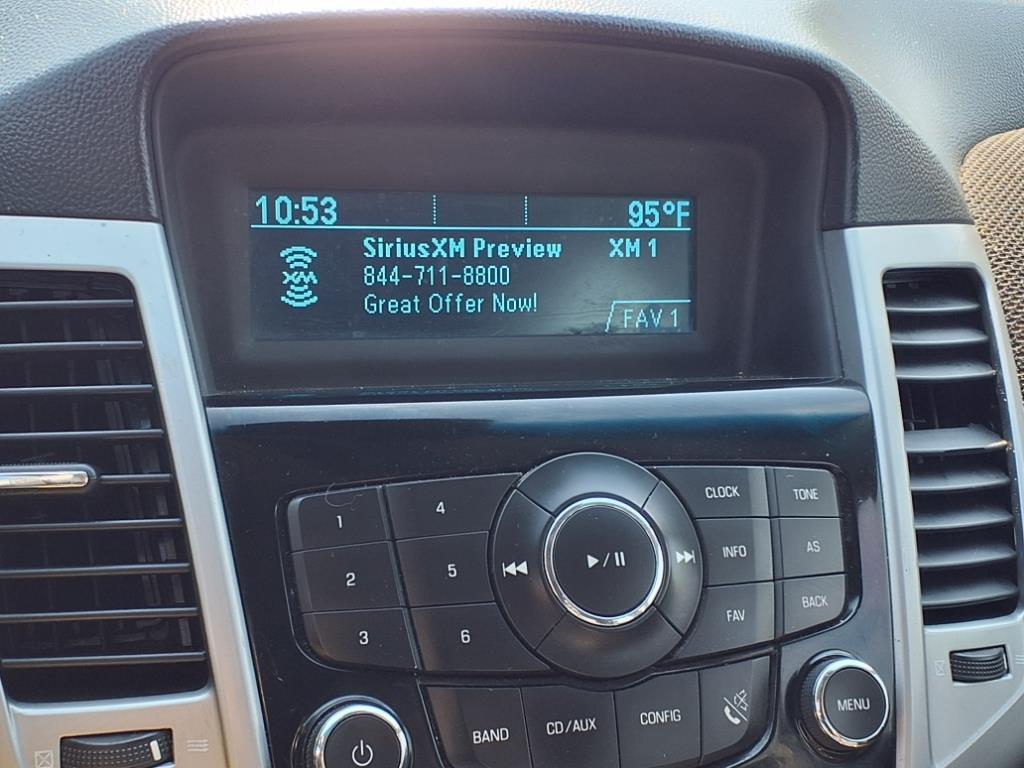 10:53 95°F
SiriusXM Preview XM 1
XM
844-711-8800
Great Offer Now!
FAV 1
1 4 CLOCK TONE
2 5 INFO AS
3 6 FAV BACK
BAND CD/AUX CONFIG MENU